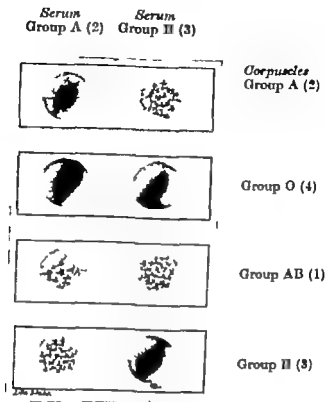 Serum Serum
Group A (2) Group B (3)
Corpuscles
Group A (2)
Group O (4)
Group AB (1)
Group B (3)